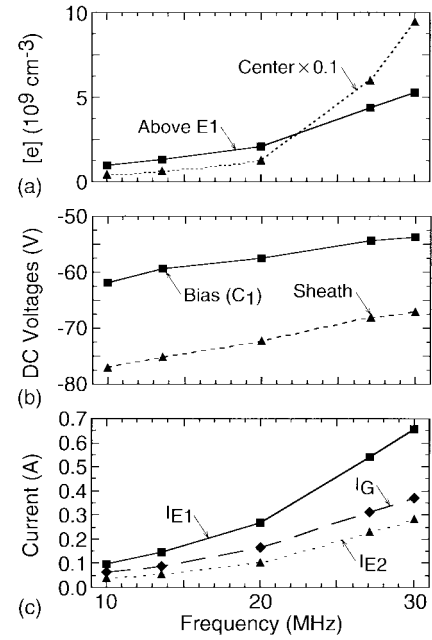 10
[e] (10⁹ cm⁻³)
Center × 0.1
5
Above E1
0
(a)
-50
DC Voltages (V)
-60
Bias (C₁)
Sheath
-70
-80
(b)
0.7
Current (A)
0.6
0.5
0.4
I_G
0.3
I_E1
0.2
0.1
I_E2
0.0
(c)
10 20 30
Frequency (MHz)